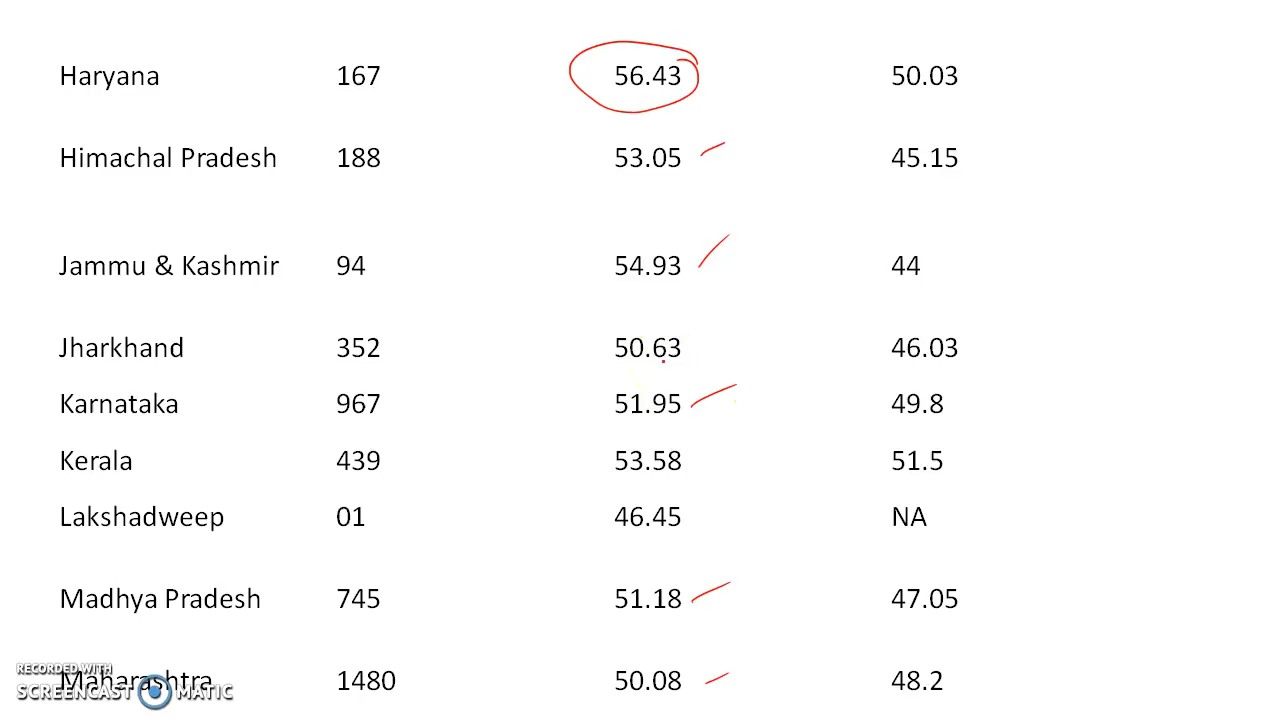 Haryana 167 56.43 50.03
Himachal Pradesh 188 53.05 45.15
Jammu & Kashmir 94 54.93 44
Jharkhand 352 50.63 46.03
Karnataka 967 51.95 49.8
Kerala 439 53.58 51.5
Lakshadweep 01 46.45 NA
Madhya Pradesh 745 51.18 47.05
RECORDED WITH
Maharashtra 1480 50.08 48.2
SCREENCAST MATIC